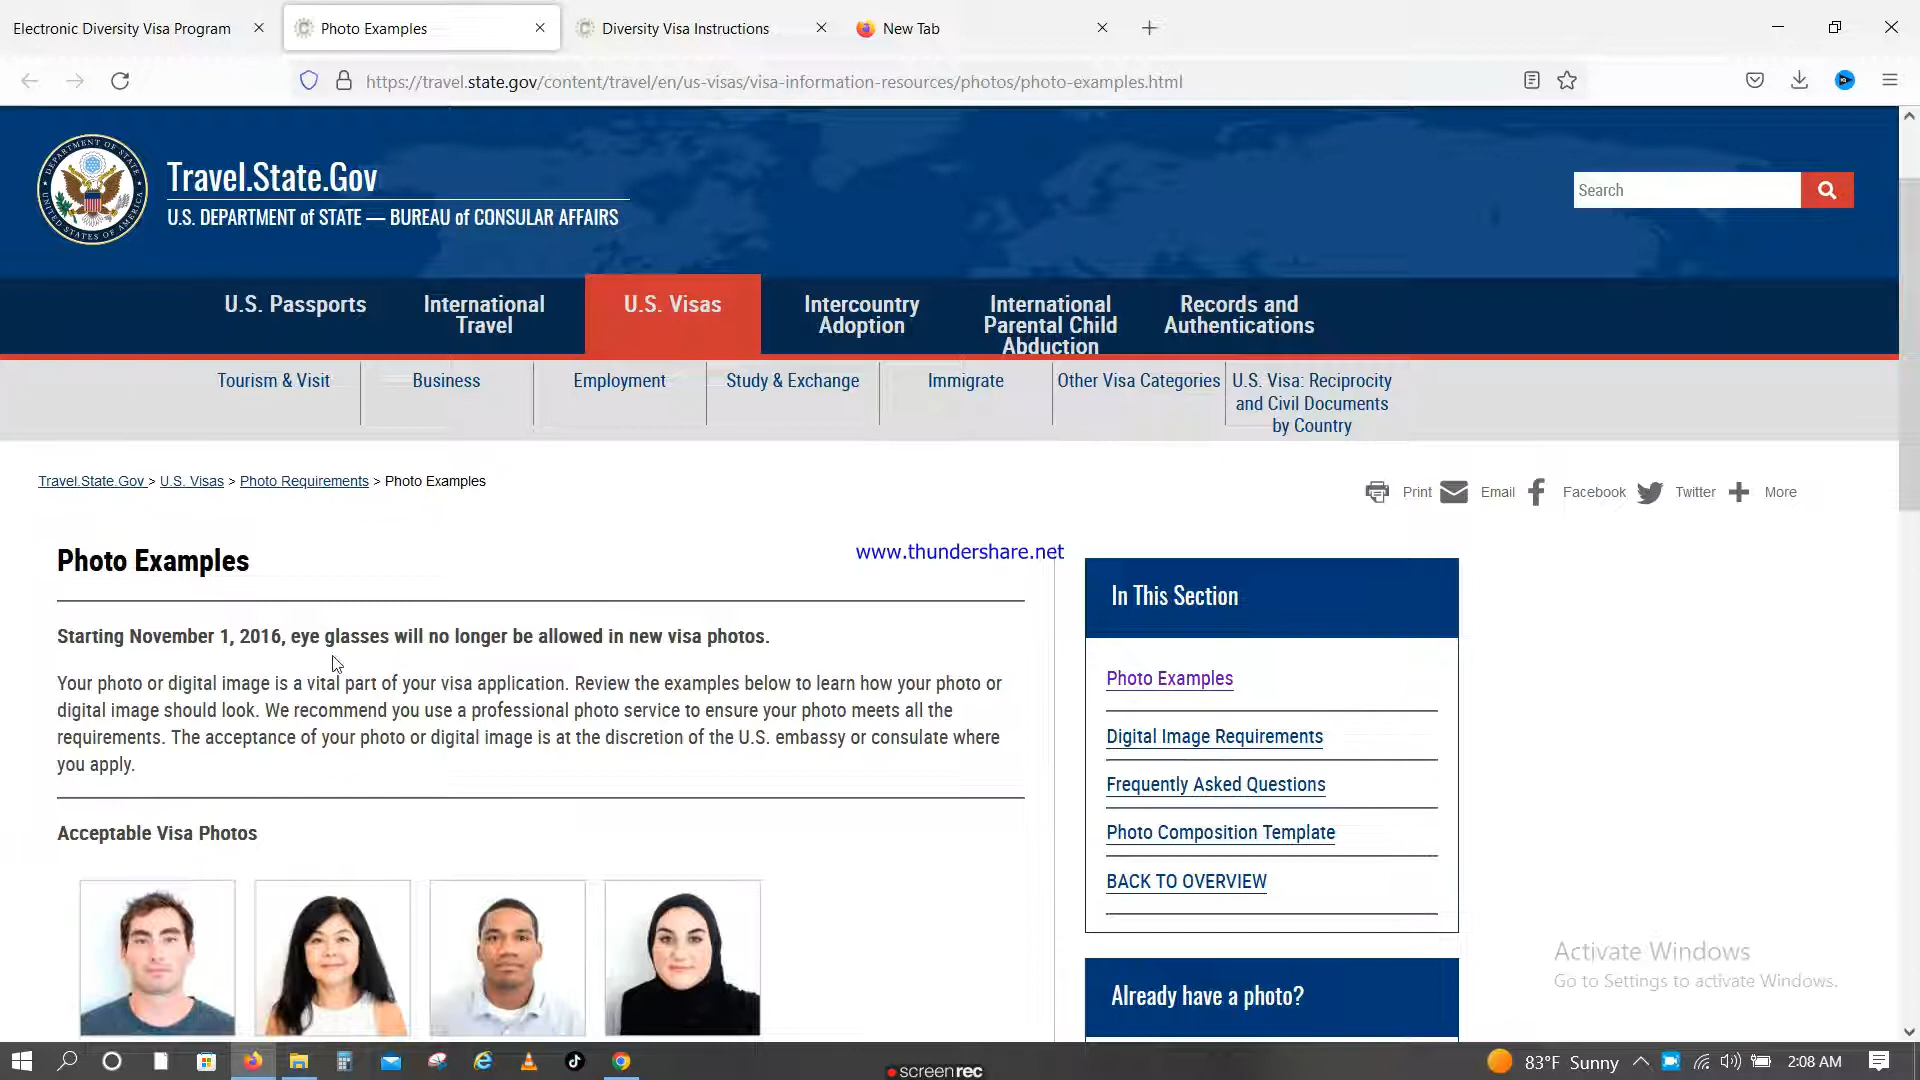 Electronic Diversity Visa Program
Photo Examples
Diversity Visa Instructions
New Tab
https://travel.state.gov/content/travel/en/us-visas/visa-information-resources/photos/photo-examples.html
Travel.State.Gov
U.S. DEPARTMENT of STATE — BUREAU of CONSULAR AFFAIRS
Search
U.S. Passports
International
Travel
U.S. Visas
Intercountry
Adoption
International
Parental Child
Abduction
Records and
Authentications
Tourism & Visit
Business
Employment
Study & Exchange
Immigrate
Other Visa Categories
U.S. Visa: Reciprocity
and Civil Documents
by Country
Travel.State.Gov > U.S. Visas > Photo Requirements > Photo Examples
Print
Email
Facebook
Twitter
More
Photo Examples
www.thundershare.net
Starting November 1, 2016, eye glasses will no longer be allowed in new visa photos.
Your photo or digital image is a vital part of your visa application. Review the examples below to learn how your photo or
digital image should look. We recommend you use a professional photo service to ensure your photo meets all the
requirements. The acceptance of your photo or digital image is at the discretion of the U.S. embassy or consulate where
you apply.
Acceptable Visa Photos
In This Section
Photo Examples
Digital Image Requirements
Frequently Asked Questions
Photo Composition Template
BACK TO OVERVIEW
Already have a photo?
Activate Windows
Go to Settings to activate Windows.
screenrec
83°F Sunny
2:08 AM